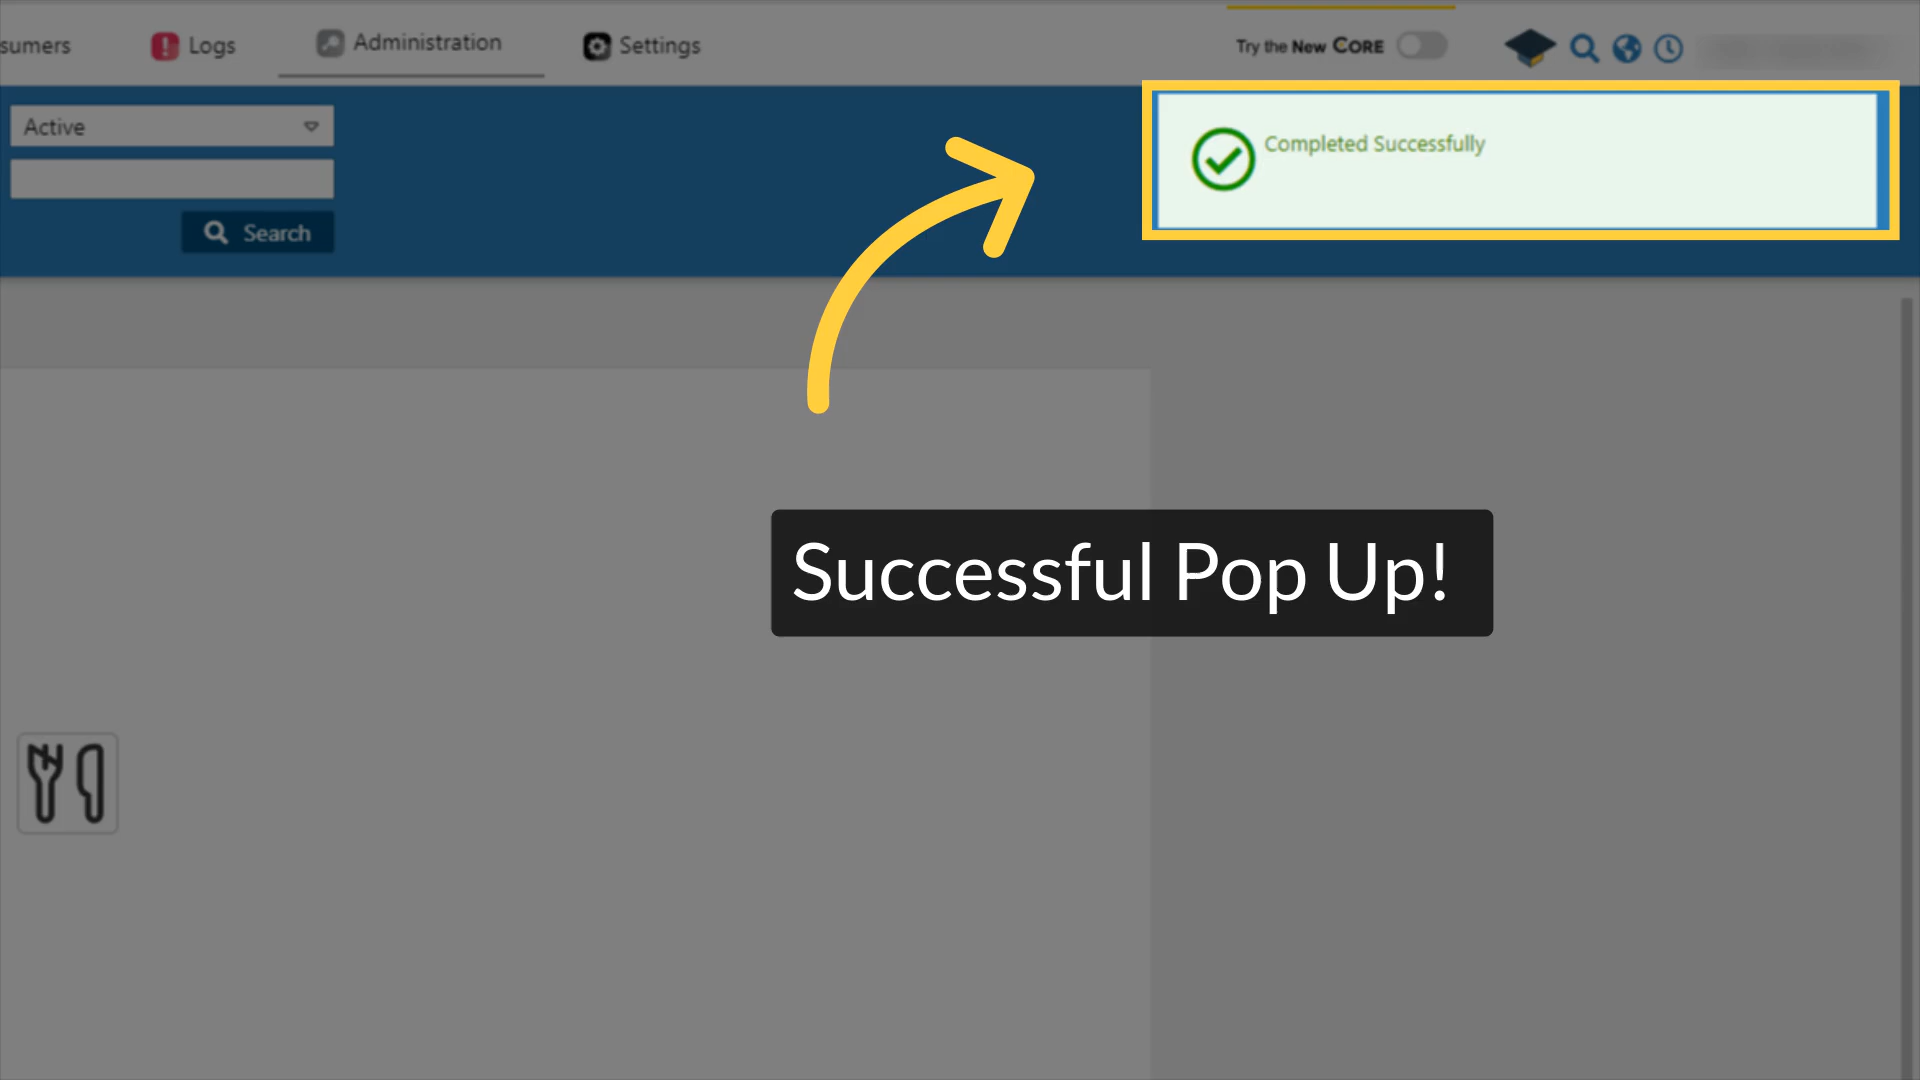 sumers Logs Administration Settings Try the New CORE
Active
Completed Successfully
Search
Successful Pop Up!